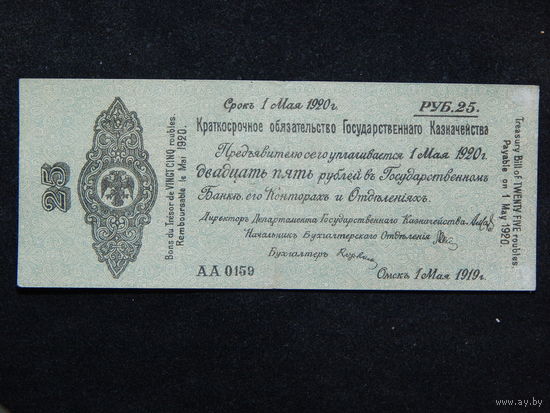 Срокъ 1 Мая 1920 г.
РУБ. 25.
Краткосрочное обязательство Государственнаго Казначейства
Предъявителю сего уплачивается 1 Мая 1920 г.
двадцать пять рублей въ Государственномъ
Банкѣ, его Конторахъ и Отдѣленіяхъ.
Директоръ Департамента Государственнаго Казначейства
Начальникъ Бухгалтерскаго Отдѣленія
Бухгалтеръ
АА 0159
Омскъ 1 Мая 1919 г.
25
Bons du Trésor de VINGT CINQ roubles.
Remboursable le 1 Mai 1920.
Treasury Bill of TWENTY FIVE roubles
Payable on 1 May 1920
www.ay.by